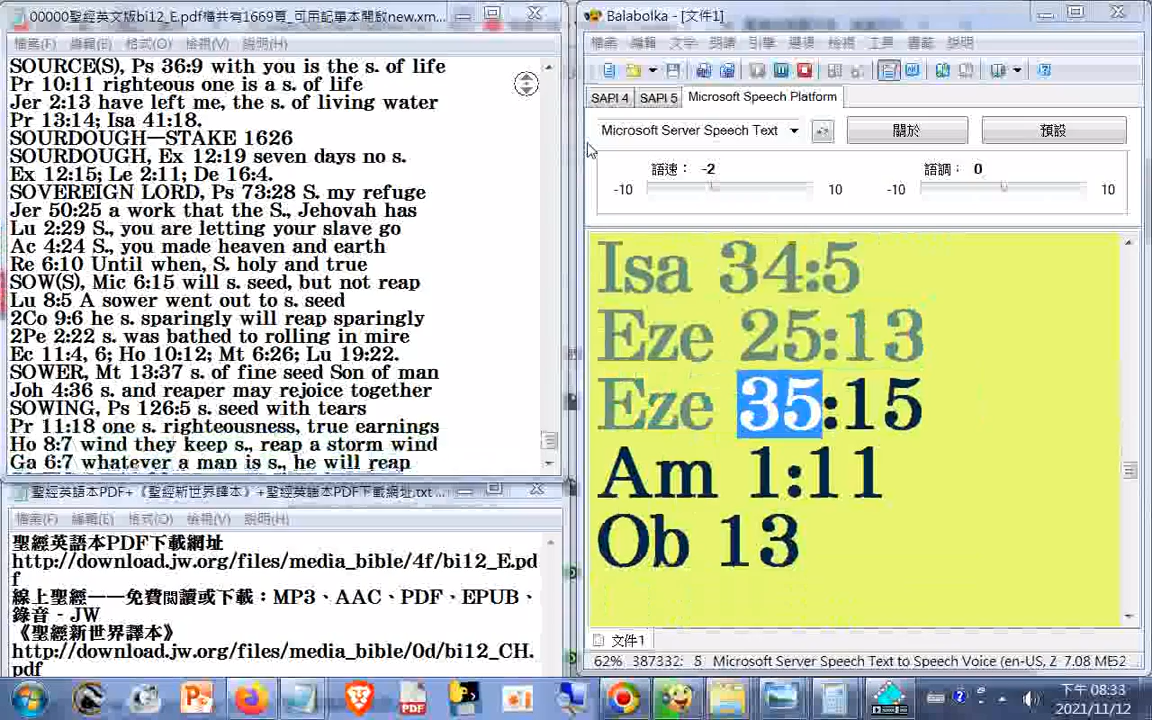 00000聖經英文版bi12_E.pdf檔共有1669頁_可用記事本開啟new.xm...
檔案(F) 編輯(E) 格式(O) 檢視(V) 說明(H)
SOURCE(S), Ps 36:9 with you is the s. of life
Pr 10:11 righteous one is a s. of life
Jer 2:13 have left me, the s. of living water
Pr 13:14; Isa 41:18.
SOURDOUGH—STAKE 1626
SOURDOUGH, Ex 12:19 seven days no s.
Ex 12:15; Le 2:11; De 16:4.
SOVEREIGN LORD, Ps 73:28 S. my refuge
Jer 50:25 a work that the S., Jehovah has
Lu 2:29 S., you are letting your slave go
Ac 4:24 S., you made heaven and earth
Re 6:10 Until when, S. holy and true
SOW(S), Mic 6:15 will s. seed, but not reap
Lu 8:5 A sower went out to s. seed
2Co 9:6 he s. sparingly will reap sparingly
2Pe 2:22 s. was bathed to rolling in mire
Ec 11:4, 6; Ho 10:12; Mt 6:26; Lu 19:22.
SOWER, Mt 13:37 s. of fine seed Son of man
Joh 4:36 s. and reaper may rejoice together
SOWING, Ps 126:5 s. seed with tears
Pr 11:18 one s. righteousness, true earnings
Ho 8:7 wind they keep s., reap a storm wind
Ga 6:7 whatever a man is s., he will reap
聖經英語本PDF+《聖經新世界譯本》+聖經英語本PDF下載網址.txt ...
檔案(F) 編輯(E) 格式(O) 檢視(V) 說明(H)
聖經英語本PDF下載網址
http://download.jw.org/files/media_bible/4f/bi12_E.pd
f
線上聖經——免費閱讀或下載：MP3、AAC、PDF、EPUB、
錄音 - JW
《聖經新世界譯本》
http://download.jw.org/files/media_bible/0d/bi12_CH.
pdf
Balabolka - [文件1]
檔案 編輯 文字 朗讀 引擎 選項 檢視 工具 書籤 說明
SAPI 4 SAPI 5 Microsoft Speech Platform
Microsoft Server Speech Text 關於 預設
語速： -2 語調： 0
-10 10 -10 10
Isa 34:5
Eze 25:13
Eze 35:15
Am 1:11
Ob 13
文件1
62% 387332: 5 Microsoft Server Speech Text to Speech Voice (en-US, Z 7.08 MB
下午 08:33
2021/11/12